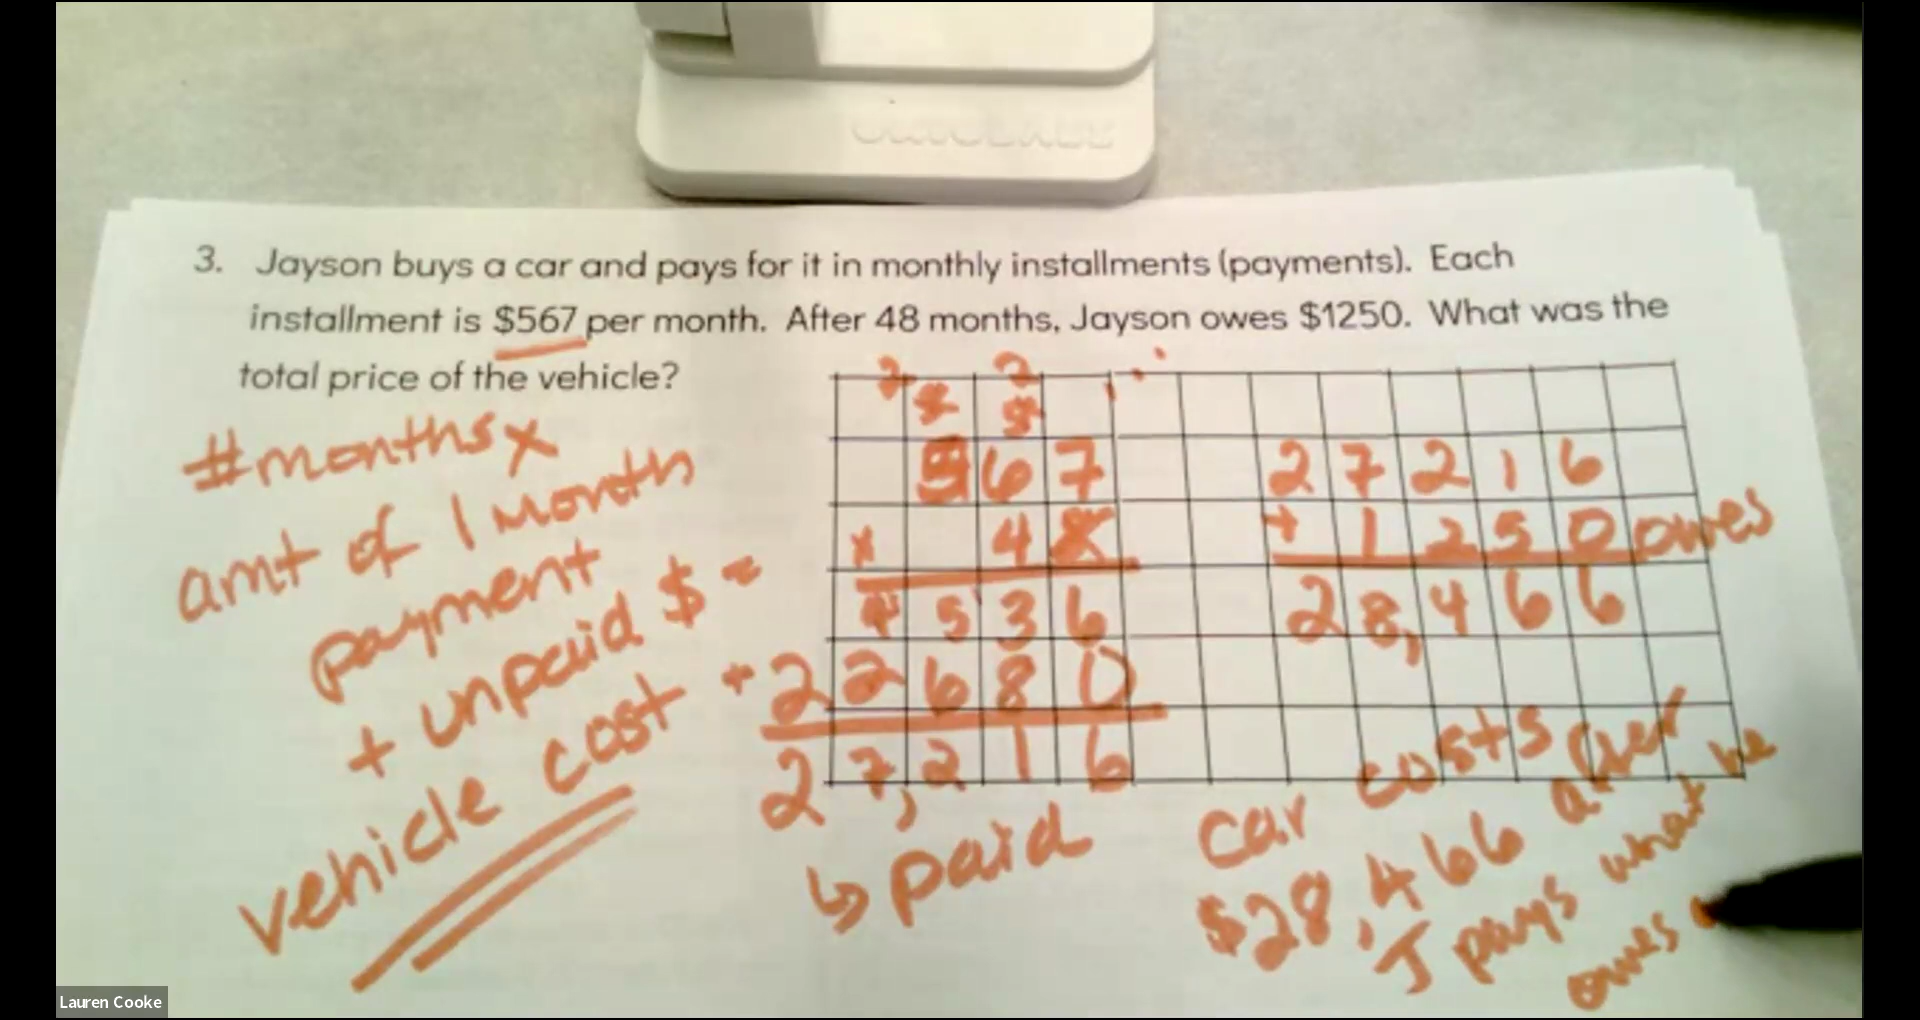 3. Jayson buys a car and pays for it in monthly installments (payments). Each
installment is $567 per month. After 48 months, Jayson owes $1250. What was the
total price of the vehicle?
#months x
amt of 1 month
payment
+ unpaid $ =
vehicle cost
2 2
5
567
x 48
4536
+ 22680
27,216
↳ paid
27216
+ 1250 owes
28,466
car costs
$28,466 after
J pays what he
owes
Lauren Cooke